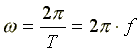 ω = 2π/T = 2π · f